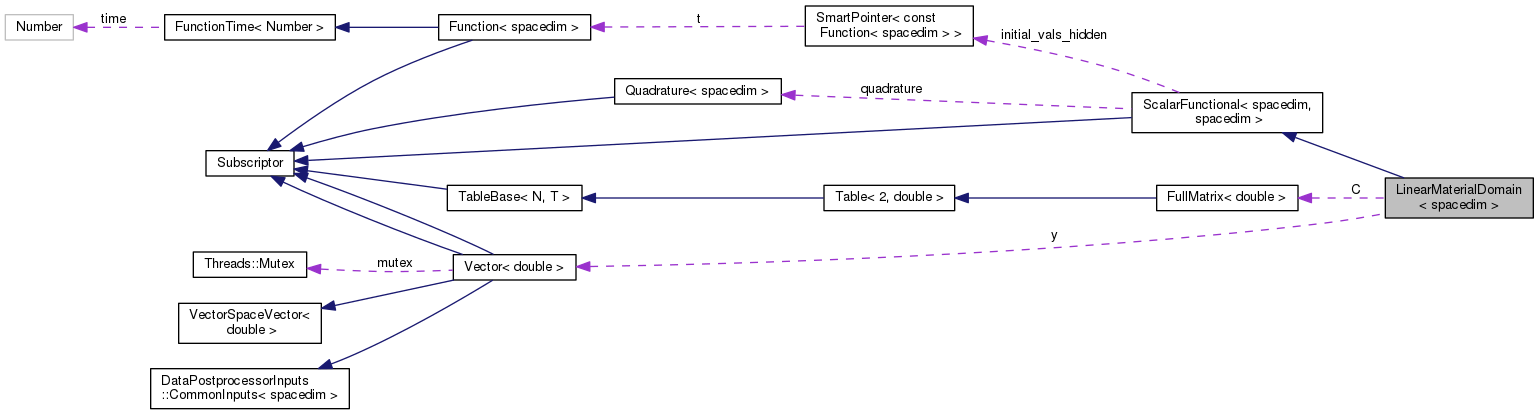 Number
time
FunctionTime< Number >
Function< spacedim >
t
SmartPointer< const
Function< spacedim > >
initial_vals_hidden
Quadrature< spacedim >
quadrature
ScalarFunctional< spacedim,
spacedim >
Subscriptor
TableBase< N, T >
Table< 2, double >
FullMatrix< double >
C
LinearMaterialDomain
< spacedim >
y
Threads::Mutex
mutex
Vector< double >
VectorSpaceVector<
double >
DataPostprocessorInputs
::CommonInputs< spacedim >